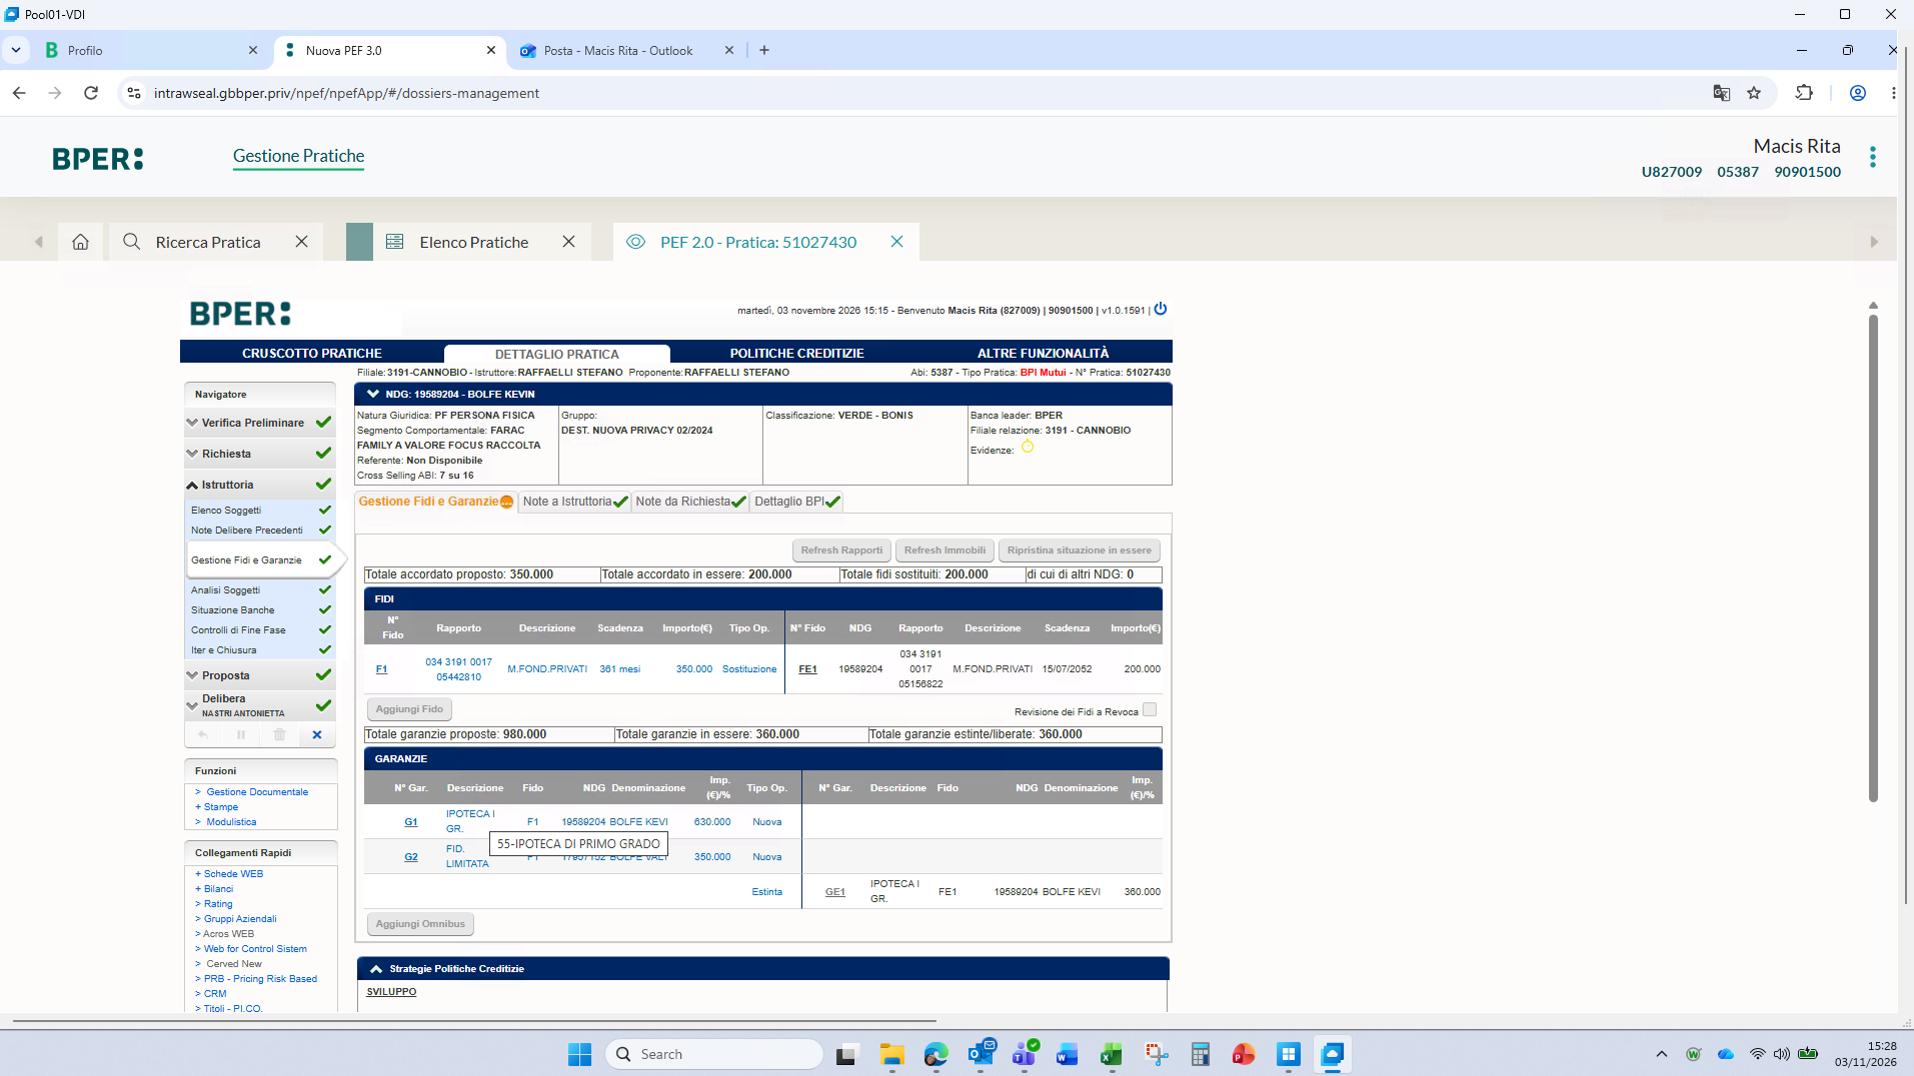 Pool01-VDI
Profilo
Nuova PEF 3.0
Posta - Macis Rita - Outlook
intrawseal.gbbper.priv/npef/npefApp/#/dossiers-management
BPER:
Gestione Pratiche
Macis Rita
U827009 05387 90901500
Ricerca Pratica
Elenco Pratiche
PEF 2.0 - Pratica: 51027430
BPER:
martedì, 03 novembre 2026 15:15 - Benvenuto Macis Rita (827009) | 90901500 | v1.0.1591 |
CRUSCOTTO PRATICHE DETTAGLIO PRATICA POLITICHE CREDITIZIE ALTRE FUNZIONALITÀ
Filiale: 3191-CANNOBIO - Istruttore: RAFFAELLI STEFANO Proponente: RAFFAELLI STEFANO Abi: 5387 - Tipo Pratica: BPI Mutui - N° Pratica: 51027430
Navigatore
Verifica Preliminare
Richiesta
Istruttoria
Elenco Soggetti
Note Delibere Precedenti
Gestione Fidi e Garanzie
Analisi Soggetti
Situazione Banche
Controlli di Fine Fase
Iter e Chiusura
Proposta
Delibera
NASTRI ANTONIETTA
Funzioni
> Gestione Documentale
+ Stampe
> Modulistica
Collegamenti Rapidi
+ Schede WEB
+ Bilanci
> Rating
> Gruppi Aziendali
> Acros WEB
> Web for Control Sistem
> Cerved New
> PRB - Pricing Risk Based
> CRM
> Titoli - PI.CO.
NDG: 19589204 - BOLFE KEVIN
Natura Giuridica: PF PERSONA FISICA
Segmento Comportamentale: FARAC
FAMILY A VALORE FOCUS RACCOLTA
Referente: Non Disponibile
Cross Selling ABI: 7 su 16
Gruppo:
DEST. NUOVA PRIVACY 02/2024
Classificazione: VERDE - BONIS
Banca leader: BPER
Filiale relazione: 3191 - CANNOBIO
Evidenze:
Gestione Fidi e Garanzie Note a Istruttoria Note da Richiesta Dettaglio BPI
Refresh Rapporti Refresh Immobili Ripristina situazione in essere
Totale accordato proposto: 350.000 Totale accordato in essere: 200.000 Totale fidi sostituiti: 200.000 di cui di altri NDG: 0
FIDI
N° Fido Rapporto Descrizione Scadenza Importo(€) Tipo Op. N° Fido NDG Rapporto Descrizione Scadenza Importo(€)
F1 034 3191 0017 05442810 M.FOND.PRIVATI 361 mesi 350.000 Sostituzione FE1 19589204 034 3191 0017 05156822 M.FOND.PRIVATI 15/07/2052 200.000
Aggiungi Fido Revisione dei Fidi a Revoca
Totale garanzie proposte: 980.000 Totale garanzie in essere: 360.000 Totale garanzie estinte/liberate: 360.000
GARANZIE
N° Gar. Descrizione Fido NDG Denominazione Imp. (€)/% Tipo Op. N° Gar. Descrizione Fido NDG Denominazione Imp. (€)/%
G1 IPOTECA I GR. F1 19589204 BOLFE KEVI 630.000 Nuova
55-IPOTECA DI PRIMO GRADO
G2 FID. LIMITATA F1 17957152 BOLFE VALT 350.000 Nuova
Estinta GE1 IPOTECA I GR. FE1 19589204 BOLFE KEVI 360.000
Aggiungi Omnibus
Strategie Politiche Creditizie
SVILUPPO
Search
15:28
03/11/2026